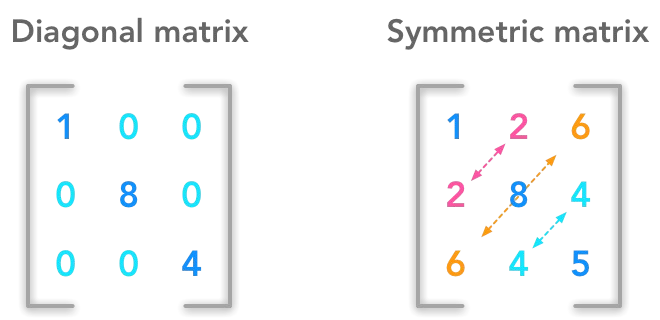 Diagonal matrix
1 0 0
0 8 0
0 0 4
Symmetric matrix
1 2 6
2 8 4
6 4 5